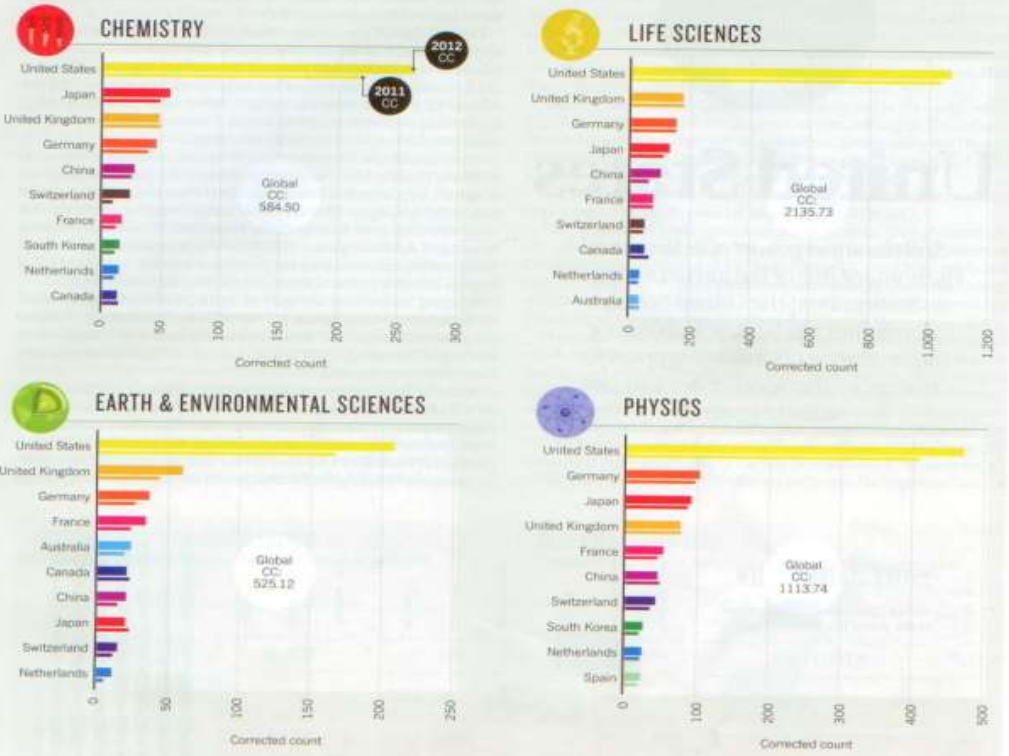 CHEMISTRY
United States
Japan
United Kingdom
Germany
China
Switzerland
France
South Korea
Netherlands
Canada
2012
CC
2011
CC
Global
CC:
584.50
0 50 100 150 200 250 300
Corrected count
LIFE SCIENCES
United States
United Kingdom
Germany
Japan
China
France
Switzerland
Canada
Netherlands
Australia
Global
CC:
2135.73
0 200 400 600 800 1,000 1,200
Corrected count
EARTH & ENVIRONMENTAL SCIENCES
United States
United Kingdom
Germany
France
Australia
Canada
China
Japan
Switzerland
Netherlands
Global
CC:
525.12
0 50 100 150 200 250
Corrected count
PHYSICS
United States
Germany
Japan
United Kingdom
France
China
Switzerland
South Korea
Netherlands
Spain
Global
CC:
1113.74
0 100 200 300 400 500
Corrected count